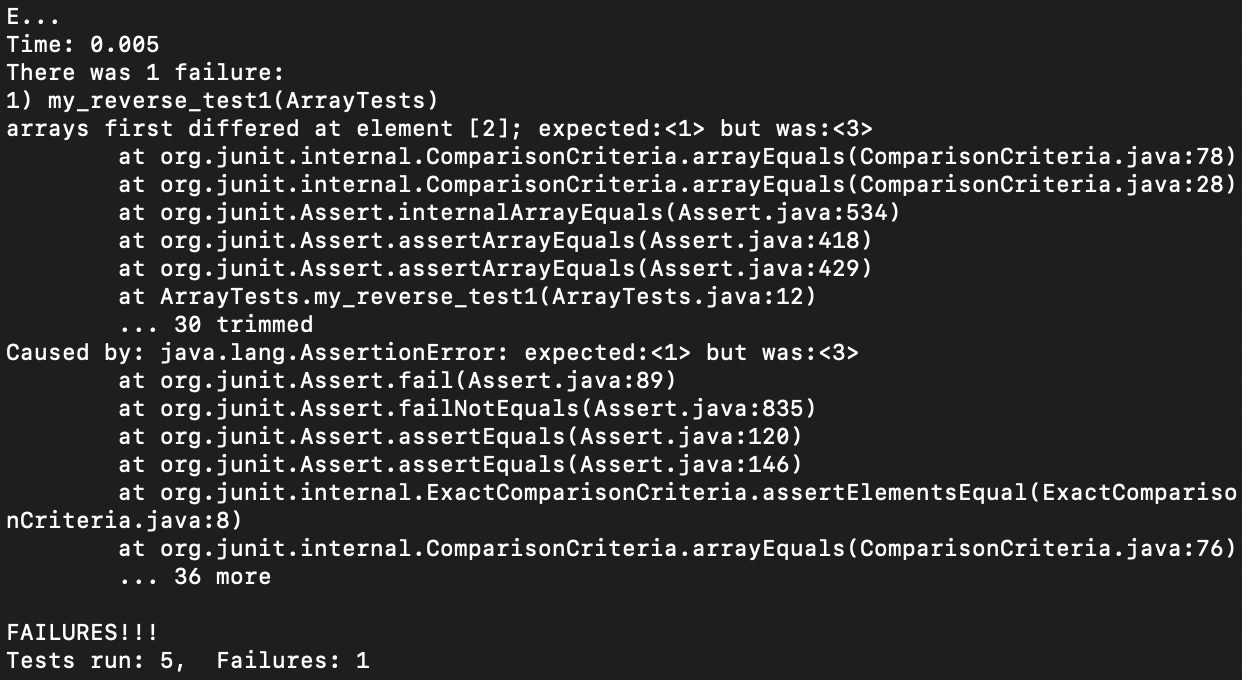 E...
Time: 0.005
There was 1 failure:
1) my_reverse_test1(ArrayTests)
arrays first differed at element [2]; expected:<1> but was:<3>
        at org.junit.internal.ComparisonCriteria.arrayEquals(ComparisonCriteria.java:78)
        at org.junit.internal.ComparisonCriteria.arrayEquals(ComparisonCriteria.java:28)
        at org.junit.Assert.internalArrayEquals(Assert.java:534)
        at org.junit.Assert.assertArrayEquals(Assert.java:418)
        at org.junit.Assert.assertArrayEquals(Assert.java:429)
        at ArrayTests.my_reverse_test1(ArrayTests.java:12)
        ... 30 trimmed
Caused by: java.lang.AssertionError: expected:<1> but was:<3>
        at org.junit.Assert.fail(Assert.java:89)
        at org.junit.Assert.failNotEquals(Assert.java:835)
        at org.junit.Assert.assertEquals(Assert.java:120)
        at org.junit.Assert.assertEquals(Assert.java:146)
        at org.junit.internal.ExactComparisonCriteria.assertElementsEqual(ExactCompariso
nCriteria.java:8)
        at org.junit.internal.ComparisonCriteria.arrayEquals(ComparisonCriteria.java:76)
        ... 36 more

FAILURES!!!
Tests run: 5,  Failures: 1